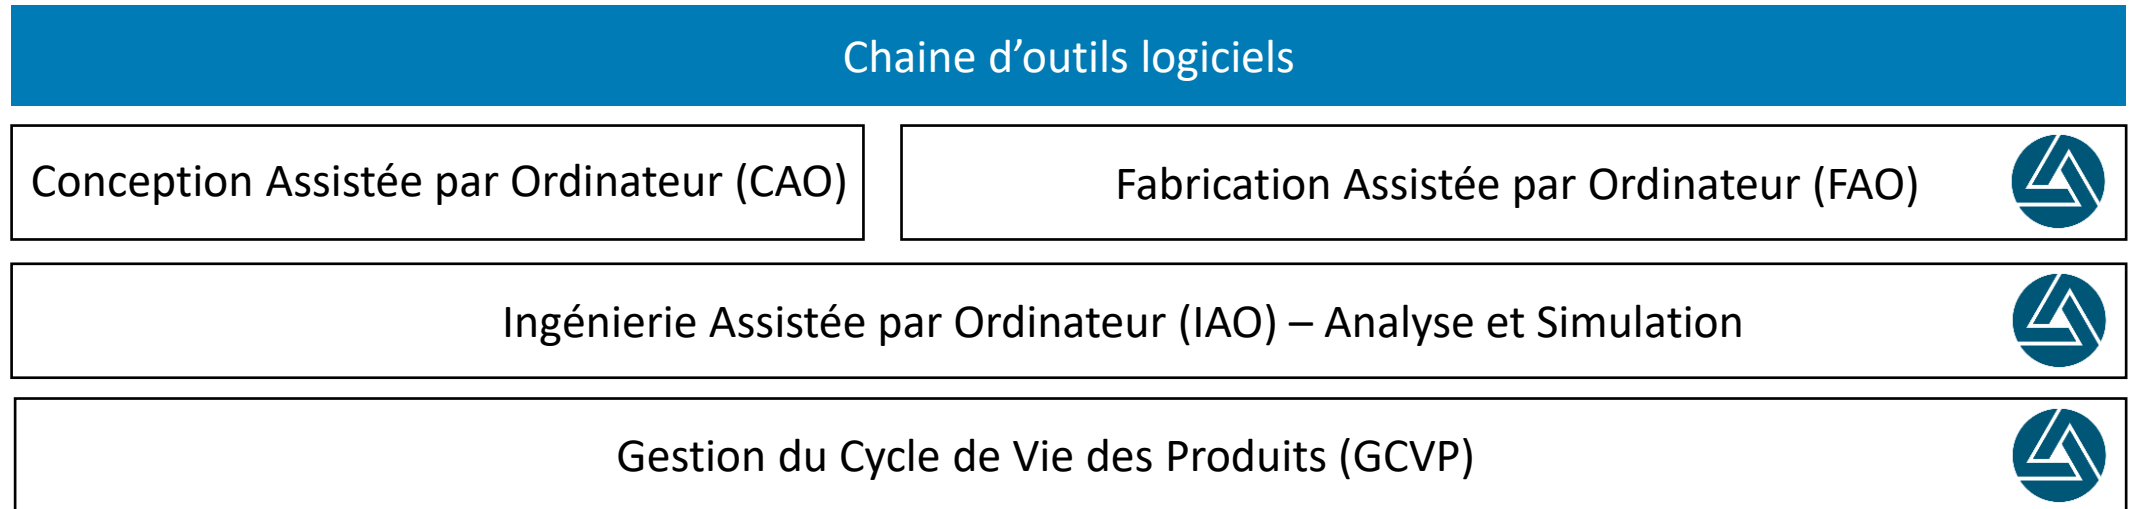 Chaine d’outils logiciels
Conception Assistée par Ordinateur (CAO)
Fabrication Assistée par Ordinateur (FAO)
Ingénierie Assistée par Ordinateur (IAO) – Analyse et Simulation
Gestion du Cycle de Vie des Produits (GCVP)